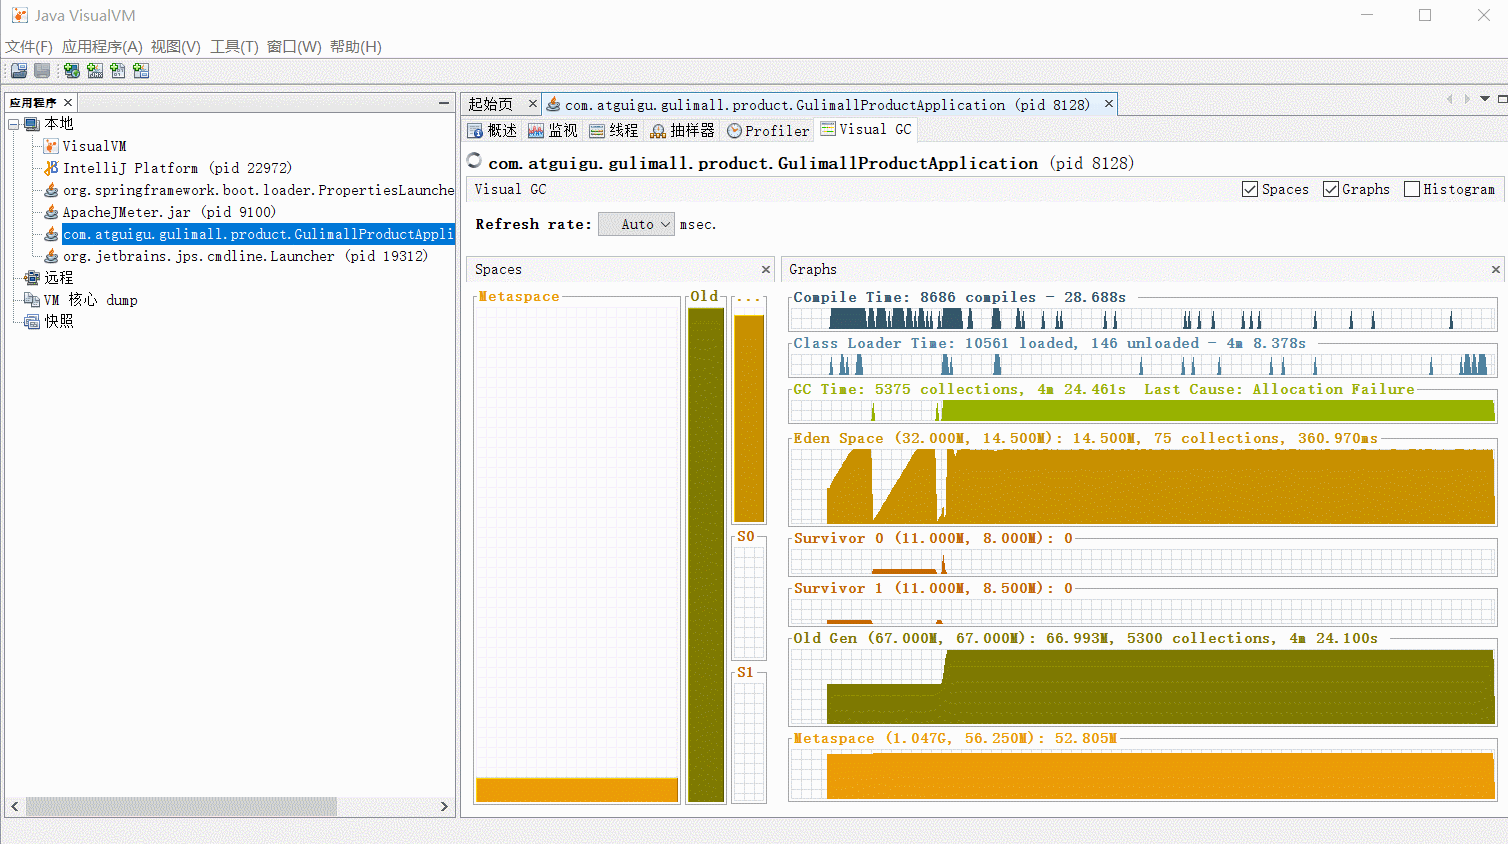 Java VisualVM
文件(F) 应用程序(A) 视图(V) 工具(T) 窗口(W) 帮助(H)
应用程序
本地
VisualVM
IntelliJ Platform (pid 22972)
org.springframework.boot.loader.PropertiesLaunche
ApacheJMeter.jar (pid 9100)
com.atguigu.gulimall.product.GulimallProductAppli
org.jetbrains.jps.cmdline.Launcher (pid 19312)
远程
VM 核心 dump
快照
起始页 com.atguigu.gulimall.product.GulimallProductApplication (pid 8128)
概述 监视 线程 抽样器 Profiler Visual GC
com.atguigu.gulimall.product.GulimallProductApplication (pid 8128)
Visual GC Spaces Graphs Histogram
Refresh rate: Auto msec.
Spaces
Metaspace Old ...
S0
S1
Graphs
Compile Time: 8686 compiles - 28.688s
Class Loader Time: 10561 loaded, 146 unloaded - 4m 8.378s
GC Time: 5375 collections, 4m 24.461s Last Cause: Allocation Failure
Eden Space (32.000M, 14.500M): 14.500M, 75 collections, 360.970ms
Survivor 0 (11.000M, 8.000M): 0
Survivor 1 (11.000M, 8.500M): 0
Old Gen (67.000M, 67.000M): 66.993M, 5300 collections, 4m 24.100s
Metaspace (1.047G, 56.250M): 52.805M